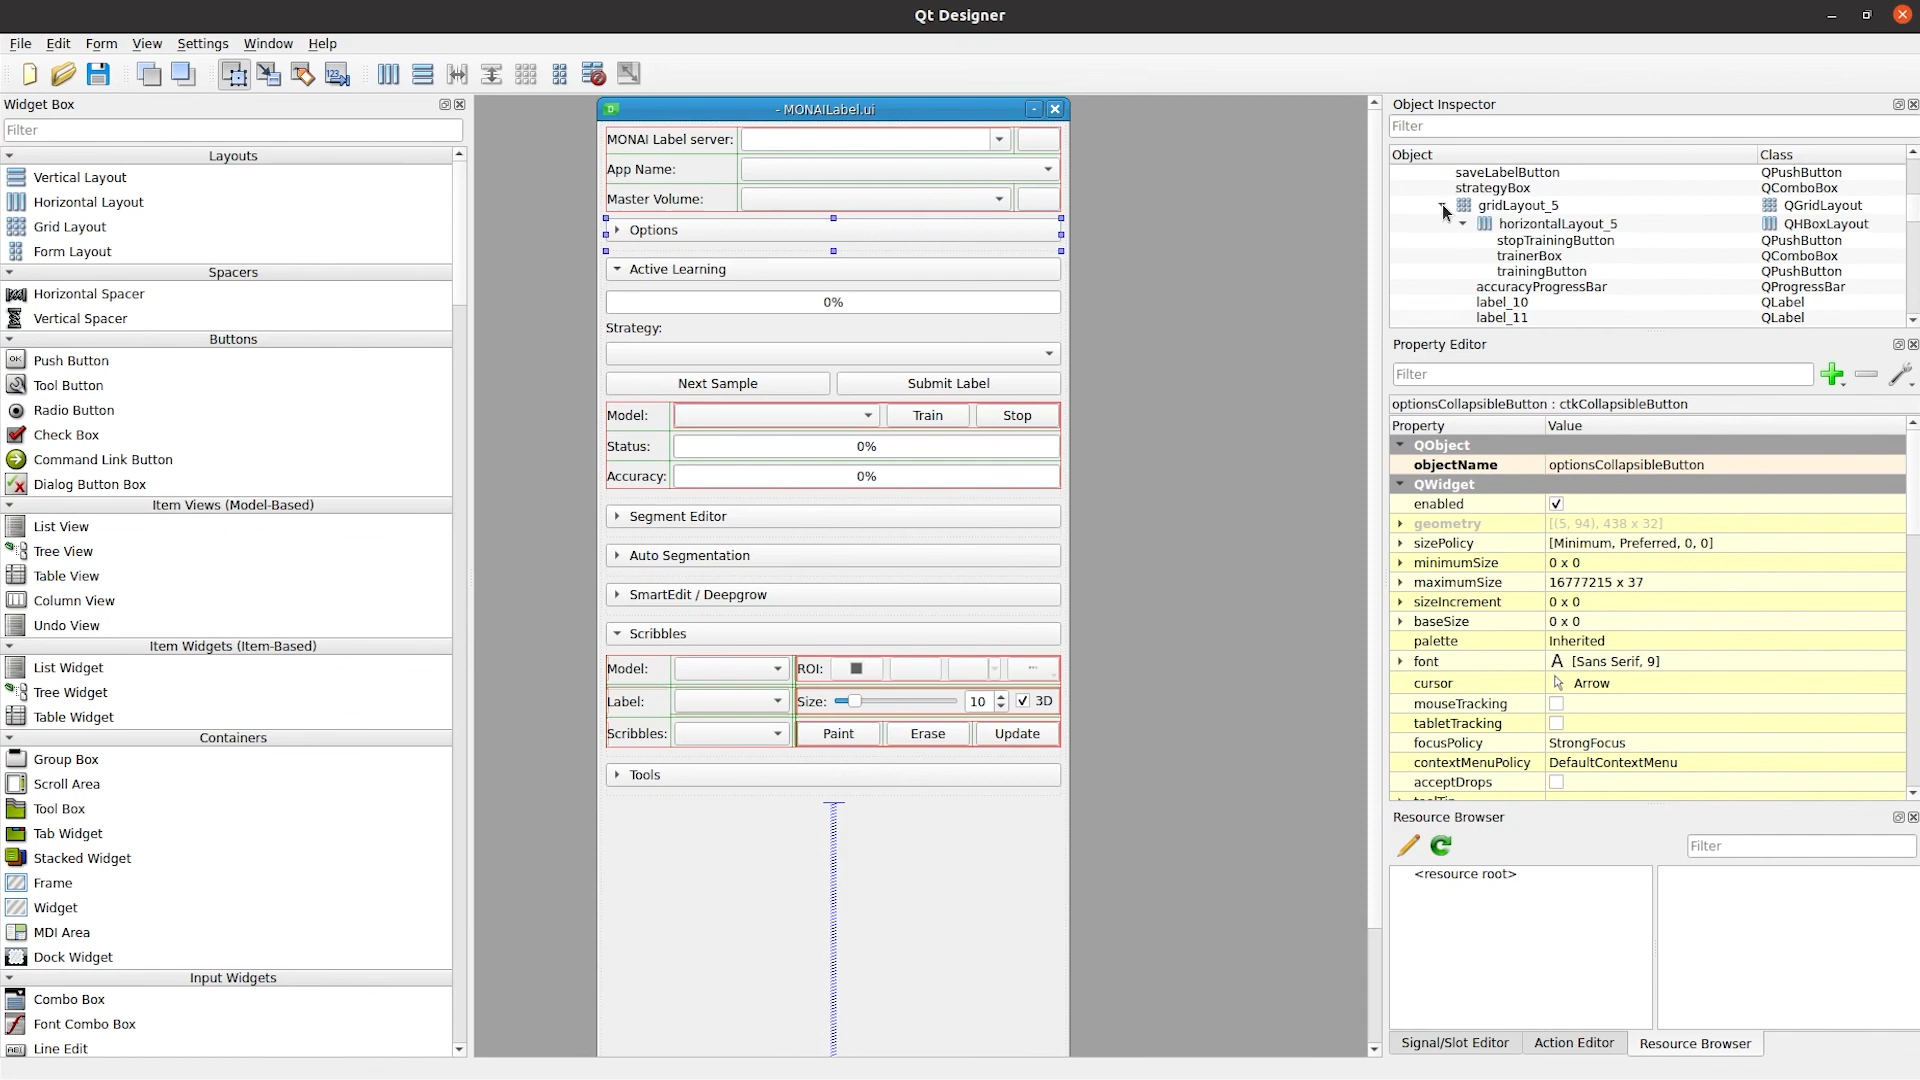 Qt Designer
File Edit Form View Settings Window Help
Widget Box
Filter
Layouts
Vertical Layout
Horizontal Layout
Grid Layout
Form Layout
Spacers
Horizontal Spacer
Vertical Spacer
Buttons
Push Button
Tool Button
Radio Button
Check Box
Command Link Button
Dialog Button Box
Item Views (Model-Based)
List View
Tree View
Table View
Column View
Undo View
Item Widgets (Item-Based)
List Widget
Tree Widget
Table Widget
Containers
Group Box
Scroll Area
Tool Box
Tab Widget
Stacked Widget
Frame
Widget
MDI Area
Dock Widget
Input Widgets
Combo Box
Font Combo Box
Line Edit
- MONAILabel.ui
MONAI Label server:
App Name:
Master Volume:
Options
Active Learning
0%
Strategy:
Next Sample Submit Label
Model: Train Stop
Status: 0%
Accuracy: 0%
Segment Editor
Auto Segmentation
SmartEdit / Deepgrow
Scribbles
Model: ROI: ...
Label: Size: 10 3D
Scribbles: Paint Erase Update
Tools
Object Inspector
Filter
Object Class
saveLabelButton QPushButton
strategyBox QComboBox
gridLayout_5 QGridLayout
horizontalLayout_5 QHBoxLayout
stopTrainingButton QPushButton
trainerBox QComboBox
trainingButton QPushButton
accuracyProgressBar QProgressBar
label_10 QLabel
label_11 QLabel
Property Editor
Filter
optionsCollapsibleButton : ctkCollapsibleButton
Property Value
QObject
objectName optionsCollapsibleButton
QWidget
enabled
geometry [(5, 94), 438 x 32]
sizePolicy [Minimum, Preferred, 0, 0]
minimumSize 0 x 0
maximumSize 16777215 x 37
sizeIncrement 0 x 0
baseSize 0 x 0
palette Inherited
font A [Sans Serif, 9]
cursor Arrow
mouseTracking
tabletTracking
focusPolicy StrongFocus
contextMenuPolicy DefaultContextMenu
acceptDrops
Resource Browser
Filter
<resource root>
Signal/Slot Editor Action Editor Resource Browser